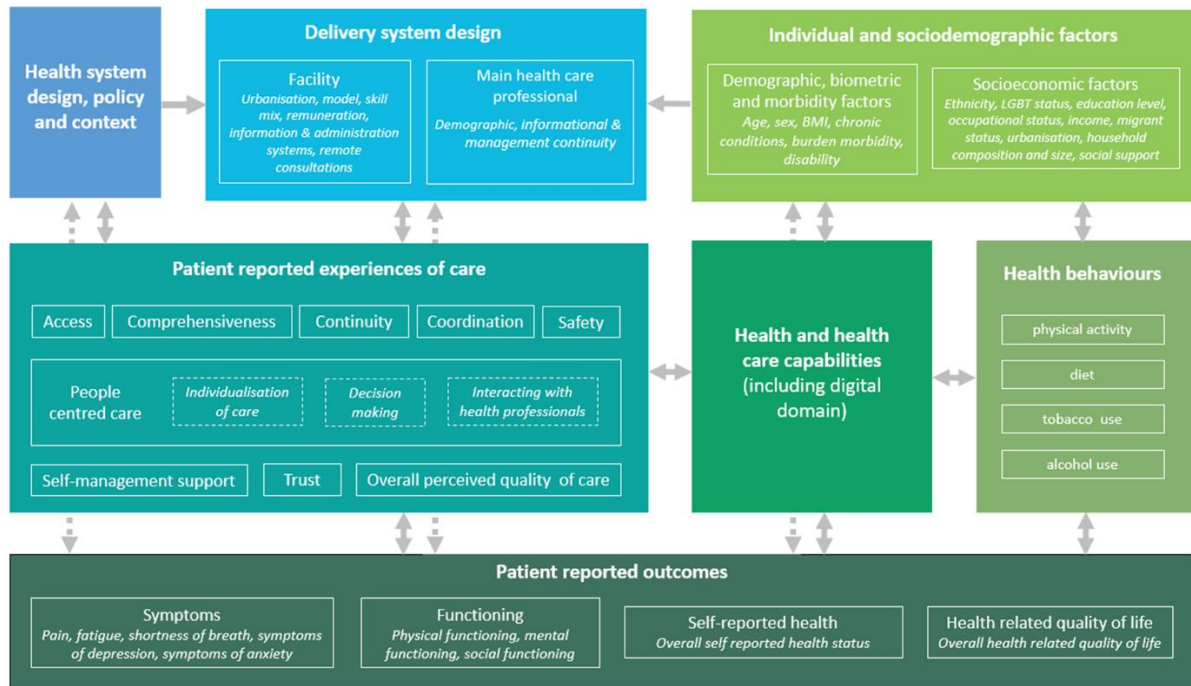 Health system
design, policy
and context
Delivery system design
Facility
Urbanisation, model, skill
mix, remuneration,
information & administration
systems, remote
consultations
Main health care
professional
Demographic, informational &
management continuity
Individual and sociodemographic factors
Demographic, biometric
and morbidity factors
Age, sex, BMI, chronic
conditions, burden morbidity,
disability
Socioeconomic factors
Ethnicity, LGBT status, education level,
occupational status, income, migrant
status, urbanisation, household
composition and size, social support
Patient reported experiences of care
Access
Comprehensiveness
Continuity
Coordination
Safety
People
centred care
Individualisation
of care
Decision
making
Interacting with
health professionals
Self-management support
Trust
Overall perceived quality of care
Health and health
care capabilities
(including digital
domain)
Health behaviours
physical activity
diet
tobacco use
alcohol use
Patient reported outcomes
Symptoms
Pain, fatigue, shortness of breath, symptoms
of depression, symptoms of anxiety
Functioning
Physical functioning, mental
functioning, social functioning
Self-reported health
Overall self reported health status
Health related quality of life
Overall health related quality of life